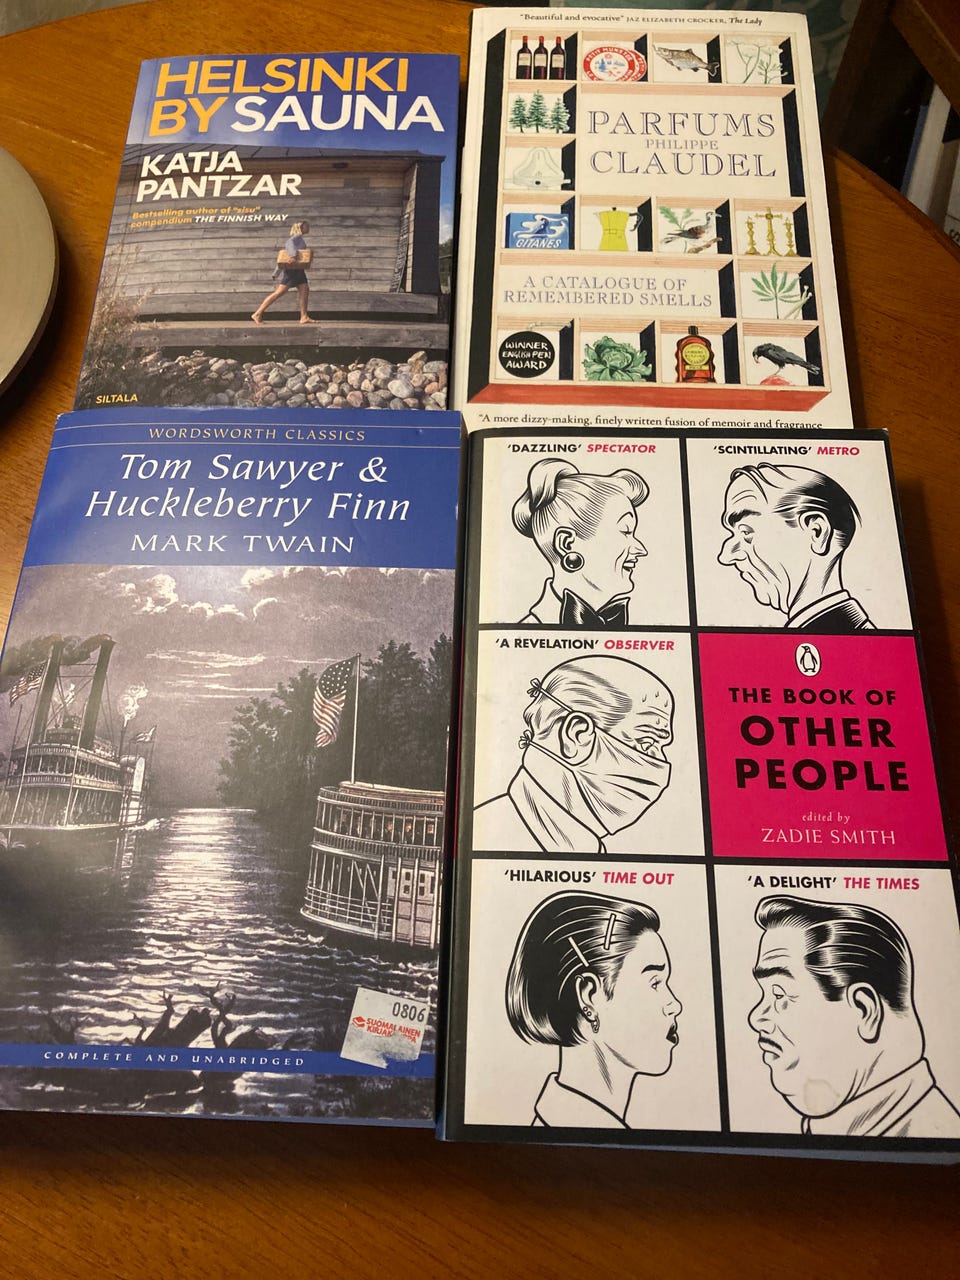 HELSINKI
BY SAUNA
KATJA
PANTZAR
Bestselling author of "sisu"
compendium THE FINNISH WAY
SILTALA
"Beautiful and evocative" JAZ ELIZABETH CROCKER, The Lady
PARFUMS
PHILIPPE
CLAUDEL
GITANES
A CATALOGUE OF
REMEMBERED SMELLS
WINNER
ENGLISH PEN
AWARD
"A more dizzy-making, finely written fusion of memoir and fragrance
WORDSWORTH CLASSICS
Tom Sawyer &
Huckleberry Finn
MARK TWAIN
0806
SUOMALAINEN
COMPLETE AND UNABRIDGED
'DAZZLING' SPECTATOR
'SCINTILLATING' METRO
'A REVELATION' OBSERVER
THE BOOK OF
OTHER
PEOPLE
edited by
ZADIE SMITH
'HILARIOUS' TIME OUT
'A DELIGHT' THE TIMES